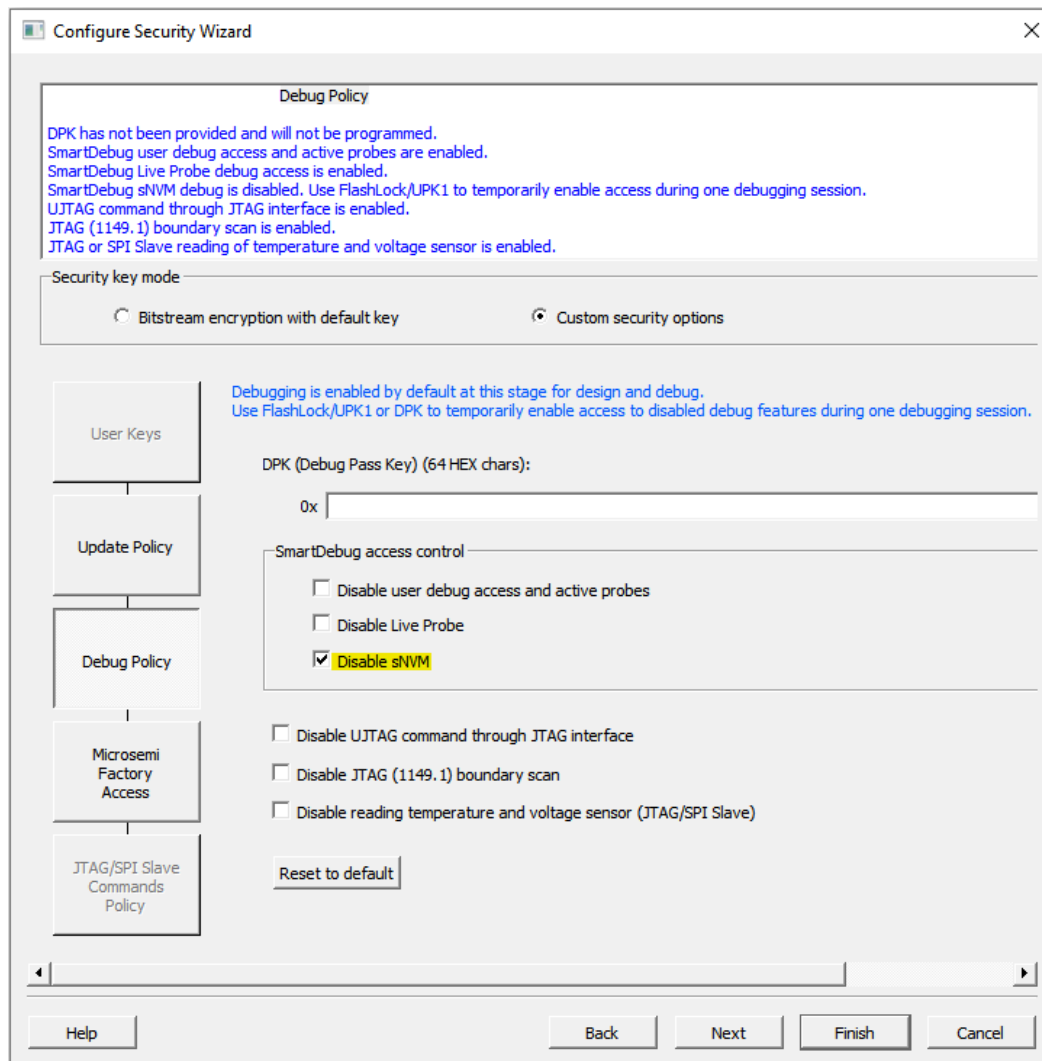 Configure Security Wizard
Debug Policy
DPK has not been provided and will not be programmed.
SmartDebug user debug access and active probes are enabled.
SmartDebug Live Probe debug access is enabled.
SmartDebug sNVM debug is disabled. Use FlashLock/UPK1 to temporarily enable access during one debugging session.
UJTAG command through JTAG interface is enabled.
JTAG (1149.1) boundary scan is enabled.
JTAG or SPI Slave reading of temperature and voltage sensor is enabled.
Security key mode
Bitstream encryption with default key
Custom security options
Debugging is enabled by default at this stage for design and debug.
Use FlashLock/UPK1 or DPK to temporarily enable access to disabled debug features during one debugging session.
User Keys
DPK (Debug Pass Key) (64 HEX chars):
0x
Update Policy
SmartDebug access control
Disable user debug access and active probes
Disable Live Probe
Disable sNVM
Debug Policy
Disable UJTAG command through JTAG interface
Disable JTAG (1149.1) boundary scan
Disable reading temperature and voltage sensor (JTAG/SPI Slave)
Microsemi
Factory
Access
JTAG/SPI Slave
Commands
Policy
Reset to default
Help
Back
Next
Finish
Cancel